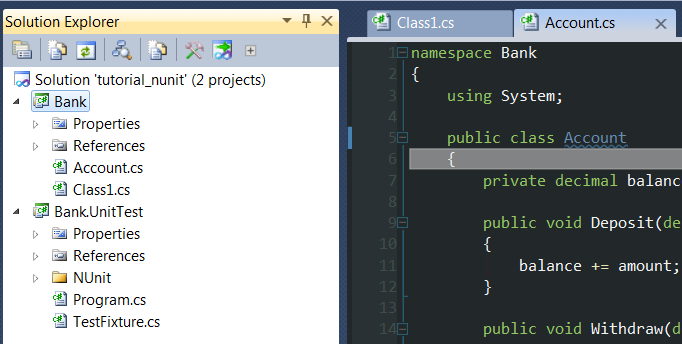 Solution Explorer
Solution 'tutorial_nunit' (2 projects)
Bank
Properties
References
Account.cs
Class1.cs
Bank.UnitTest
Properties
References
NUnit
Program.cs
TestFixture.cs
Class1.cs
Account.cs
1 namespace Bank
2 {
3 using System;
4
5 public class Account
6 {
7 private decimal balanc
8
9 public void Deposit(de
10 {
11 balance += amount;
12 }
13
14 public void Withdraw(d